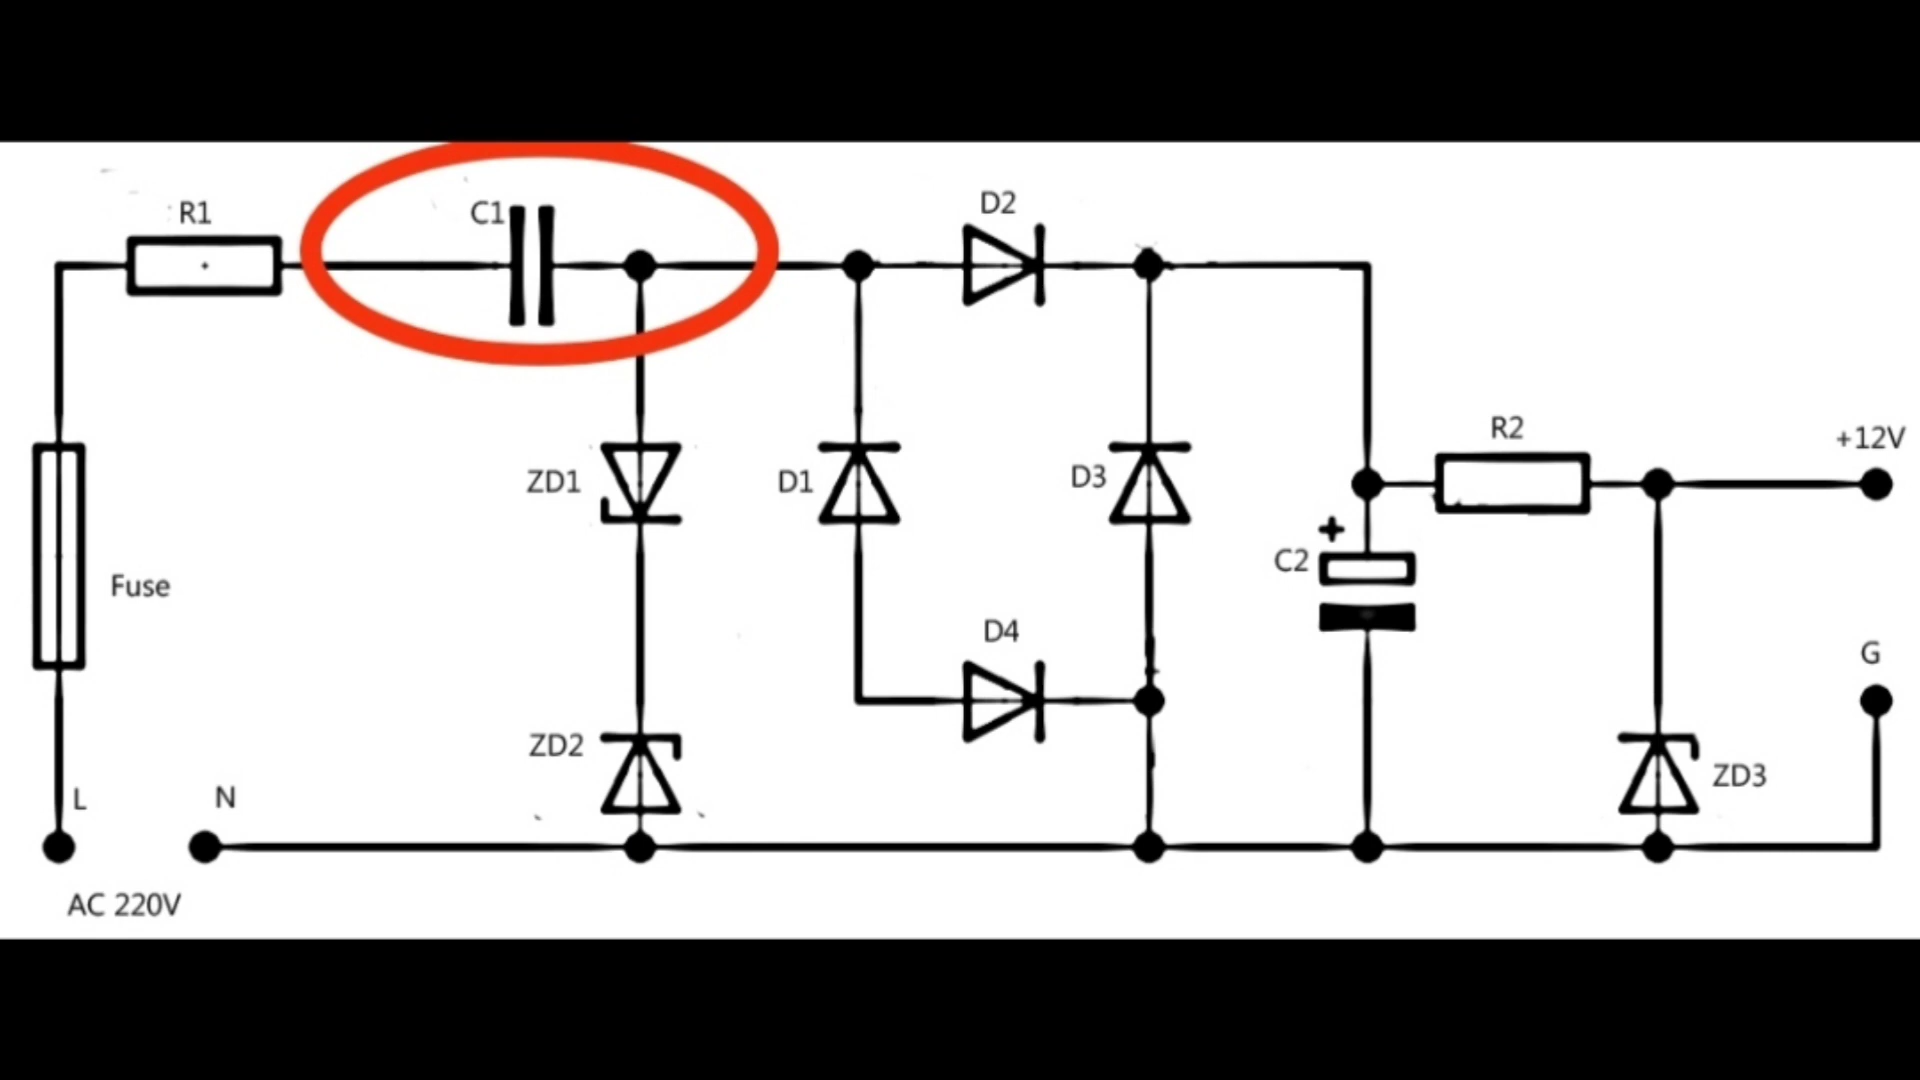 R1
C1
D2
ZD1
D1
D3
R2
+12V
+
C2
Fuse
D4
G
ZD2
ZD3
L
N
AC 220V